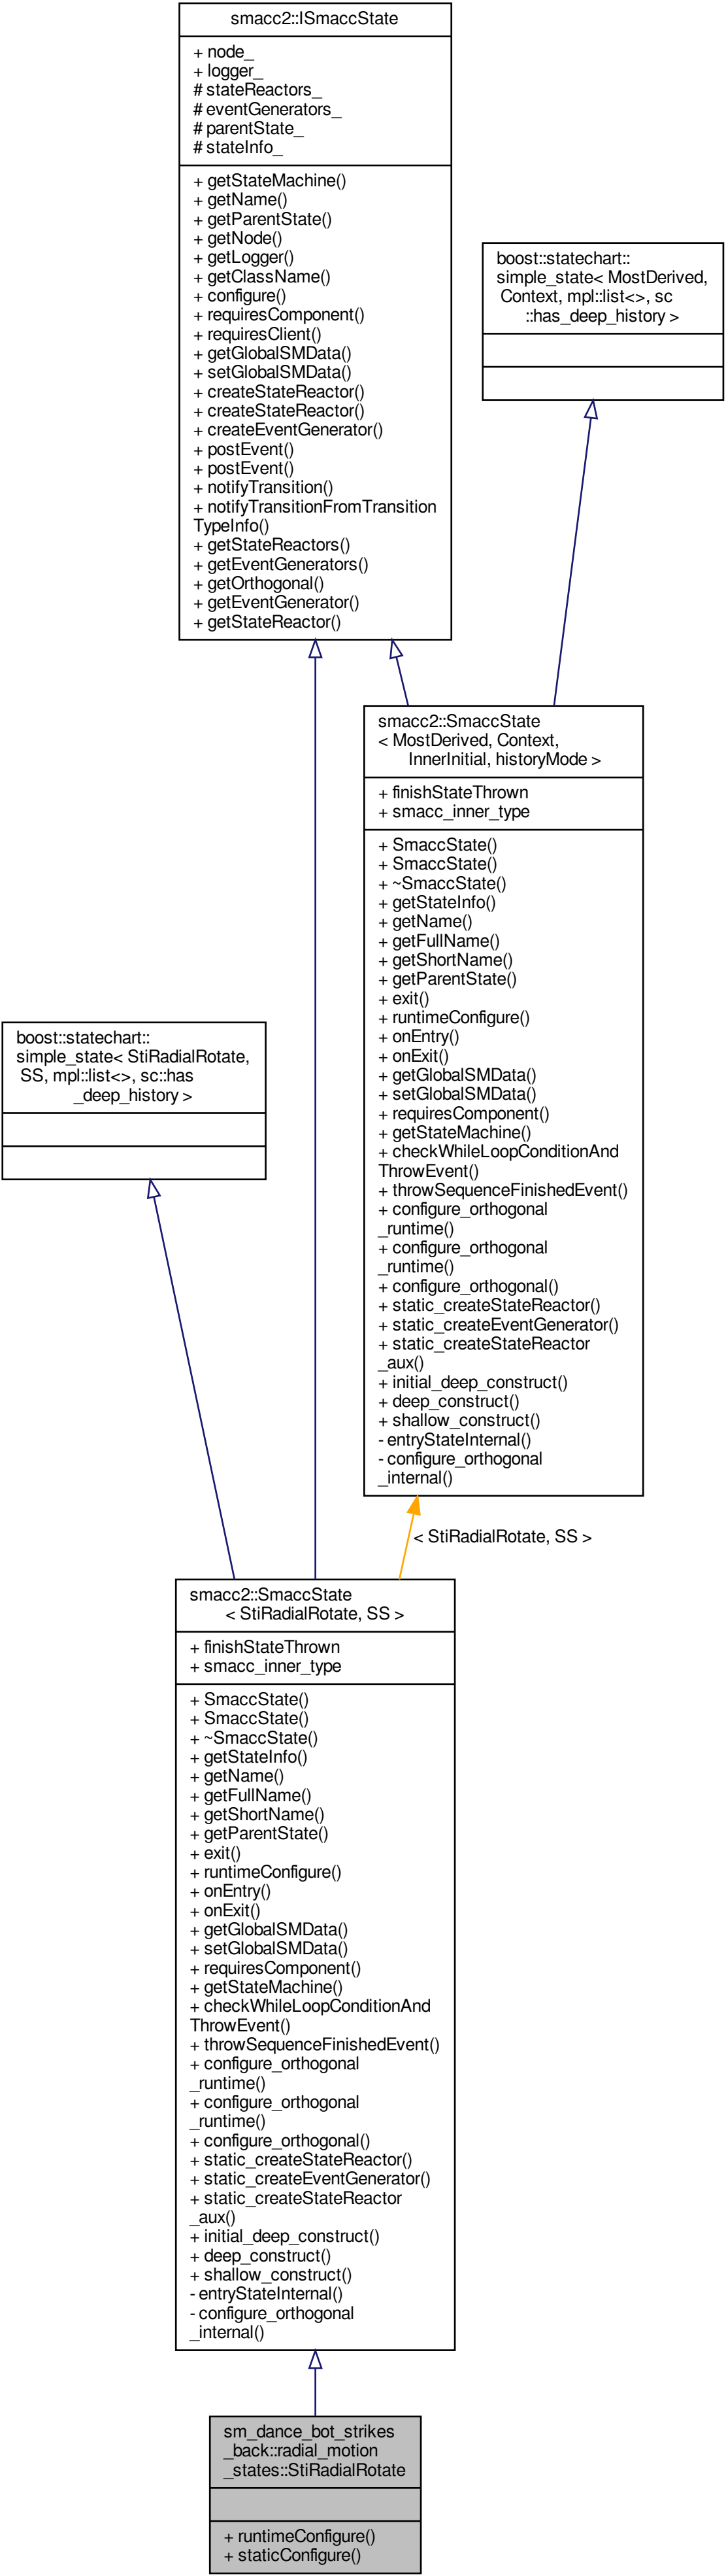 smacc2::ISmaccState
+ node_
+ logger_
# stateReactors_
# eventGenerators_
# parentState_
# stateInfo_
+ getStateMachine()
+ getName()
+ getParentState()
+ getNode()
+ getLogger()
+ getClassName()
+ configure()
+ requiresComponent()
+ requiresClient()
+ getGlobalSMData()
+ setGlobalSMData()
+ createStateReactor()
+ createStateReactor()
+ createEventGenerator()
+ postEvent()
+ postEvent()
+ notifyTransition()
+ notifyTransitionFromTransition
TypeInfo()
+ getStateReactors()
+ getEventGenerators()
+ getOrthogonal()
+ getEventGenerator()
+ getStateReactor()
boost::statechart::
simple_state< MostDerived,
Context, mpl::list<>, sc
::has_deep_history >
smacc2::SmaccState
< MostDerived, Context,
InnerInitial, historyMode >
+ finishStateThrown
+ smacc_inner_type
+ SmaccState()
+ SmaccState()
+ ~SmaccState()
+ getStateInfo()
+ getName()
+ getFullName()
+ getShortName()
+ getParentState()
+ exit()
+ runtimeConfigure()
+ onEntry()
+ onExit()
+ getGlobalSMData()
+ setGlobalSMData()
+ requiresComponent()
+ getStateMachine()
+ checkWhileLoopConditionAnd
ThrowEvent()
+ throwSequenceFinishedEvent()
+ configure_orthogonal
_runtime()
+ configure_orthogonal
_runtime()
+ configure_orthogonal()
+ static_createStateReactor()
+ static_createEventGenerator()
+ static_createStateReactor
_aux()
+ initial_deep_construct()
+ deep_construct()
+ shallow_construct()
- entryStateInternal()
- configure_orthogonal
_internal()
boost::statechart::
simple_state< StiRadialRotate,
SS, mpl::list<>, sc::has
_deep_history >
< StiRadialRotate, SS >
smacc2::SmaccState
< StiRadialRotate, SS >
+ finishStateThrown
+ smacc_inner_type
+ SmaccState()
+ SmaccState()
+ ~SmaccState()
+ getStateInfo()
+ getName()
+ getFullName()
+ getShortName()
+ getParentState()
+ exit()
+ runtimeConfigure()
+ onEntry()
+ onExit()
+ getGlobalSMData()
+ setGlobalSMData()
+ requiresComponent()
+ getStateMachine()
+ checkWhileLoopConditionAnd
ThrowEvent()
+ throwSequenceFinishedEvent()
+ configure_orthogonal
_runtime()
+ configure_orthogonal
_runtime()
+ configure_orthogonal()
+ static_createStateReactor()
+ static_createEventGenerator()
+ static_createStateReactor
_aux()
+ initial_deep_construct()
+ deep_construct()
+ shallow_construct()
- entryStateInternal()
- configure_orthogonal
_internal()
sm_dance_bot_strikes
_back::radial_motion
_states::StiRadialRotate
+ runtimeConfigure()
+ staticConfigure()